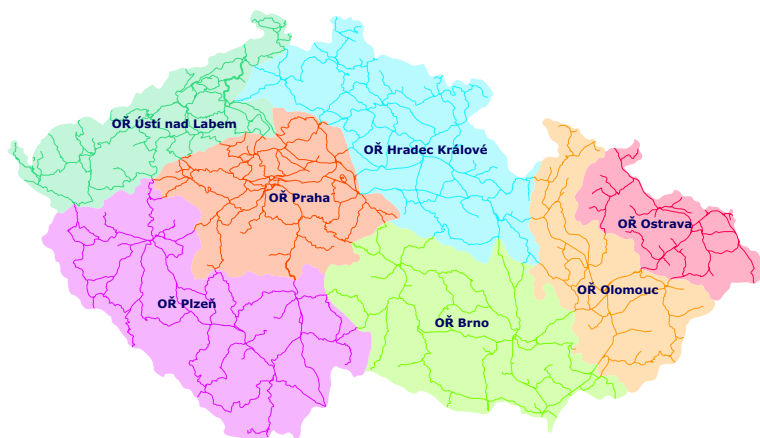 OŘ Ústí nad Labem
OŘ Hradec Králové
OŘ Praha
OŘ Ostrava
OŘ Olomouc
OŘ Plzeň
OŘ Brno